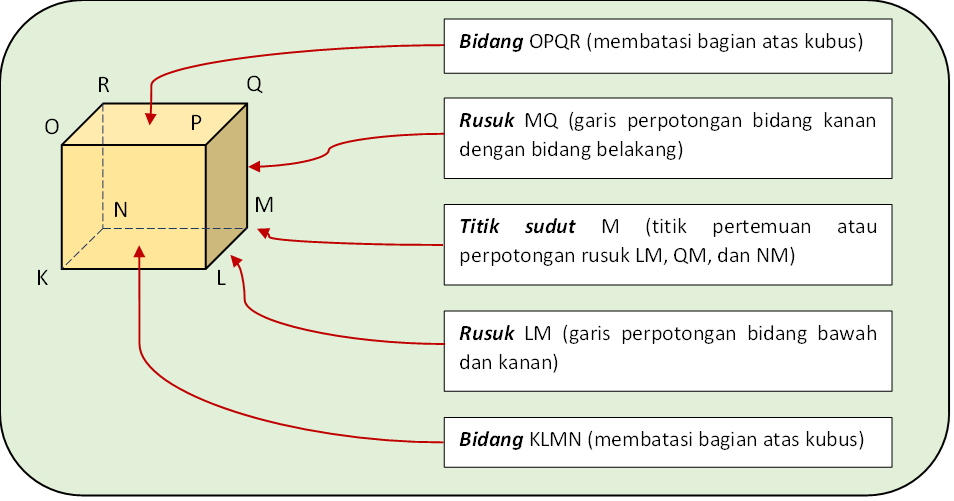 Bidang OPQR (membatasi bagian atas kubus)
R
Q
O
P
Rusuk MQ (garis perpotongan bidang kanan
dengan bidang belakang)
N
M
Titik sudut M (titik pertemuan atau
perpotongan rusuk LM, QM, dan NM)
K
L
Rusuk LM (garis perpotongan bidang bawah
dan kanan)
Bidang KLMN (membatasi bagian atas kubus)